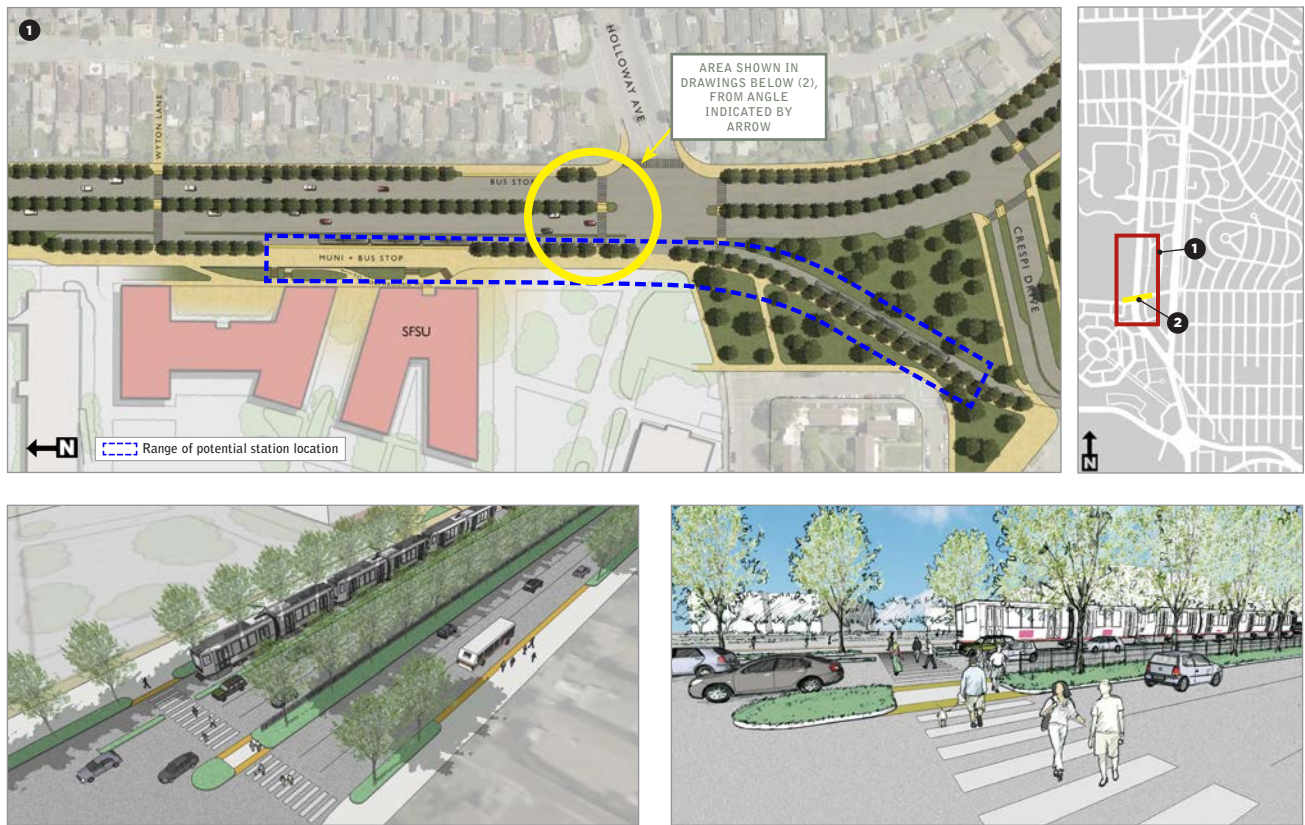 1
HOLLOWAY AVE.
AREA SHOWN IN
DRAWINGS BELOW (2),
FROM ANGLE
INDICATED BY
ARROW
WYTON LANE
BUS STOP
MUNI + BUS STOP
CRESPI DRIVE
SFSU
N
Range of potential station location
1
2
N